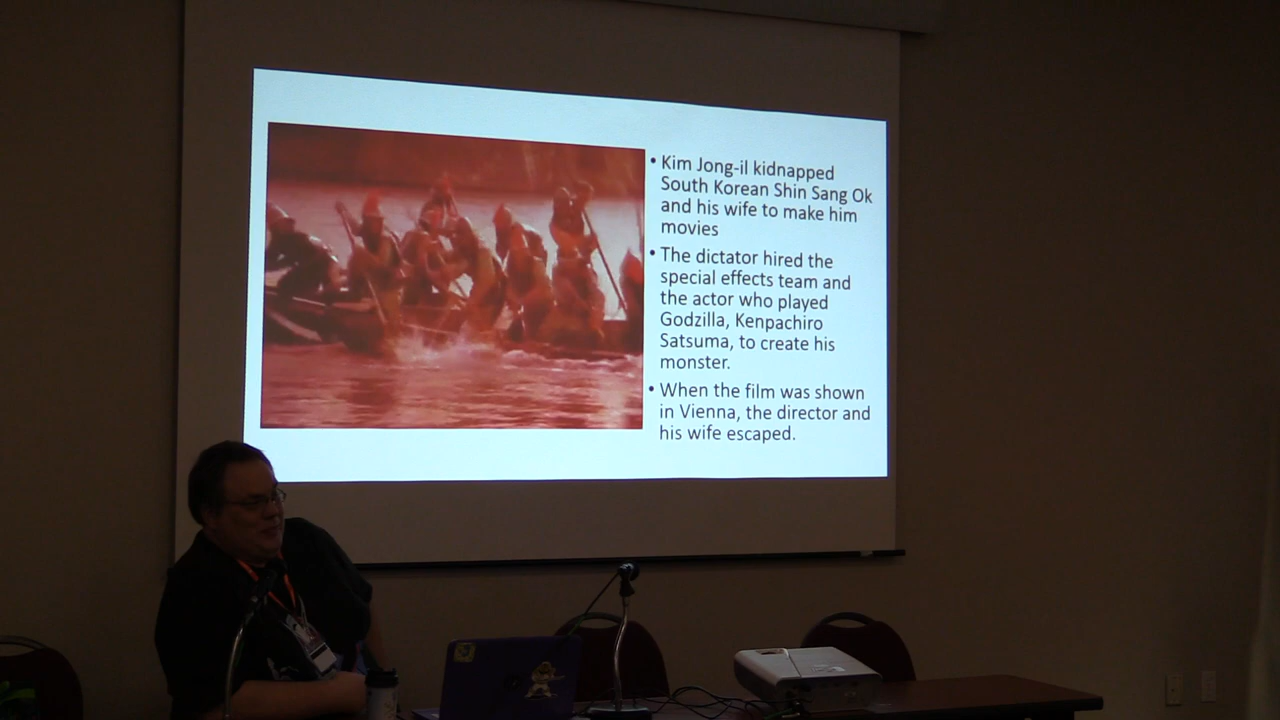 • Kim Jong-il kidnapped
South Korean Shin Sang Ok
and his wife to make him
movies
• The dictator hired the
special effects team and
the actor who played
Godzilla, Kenpachiro
Satsuma, to create his
monster.
• When the film was shown
in Vienna, the director and
his wife escaped.